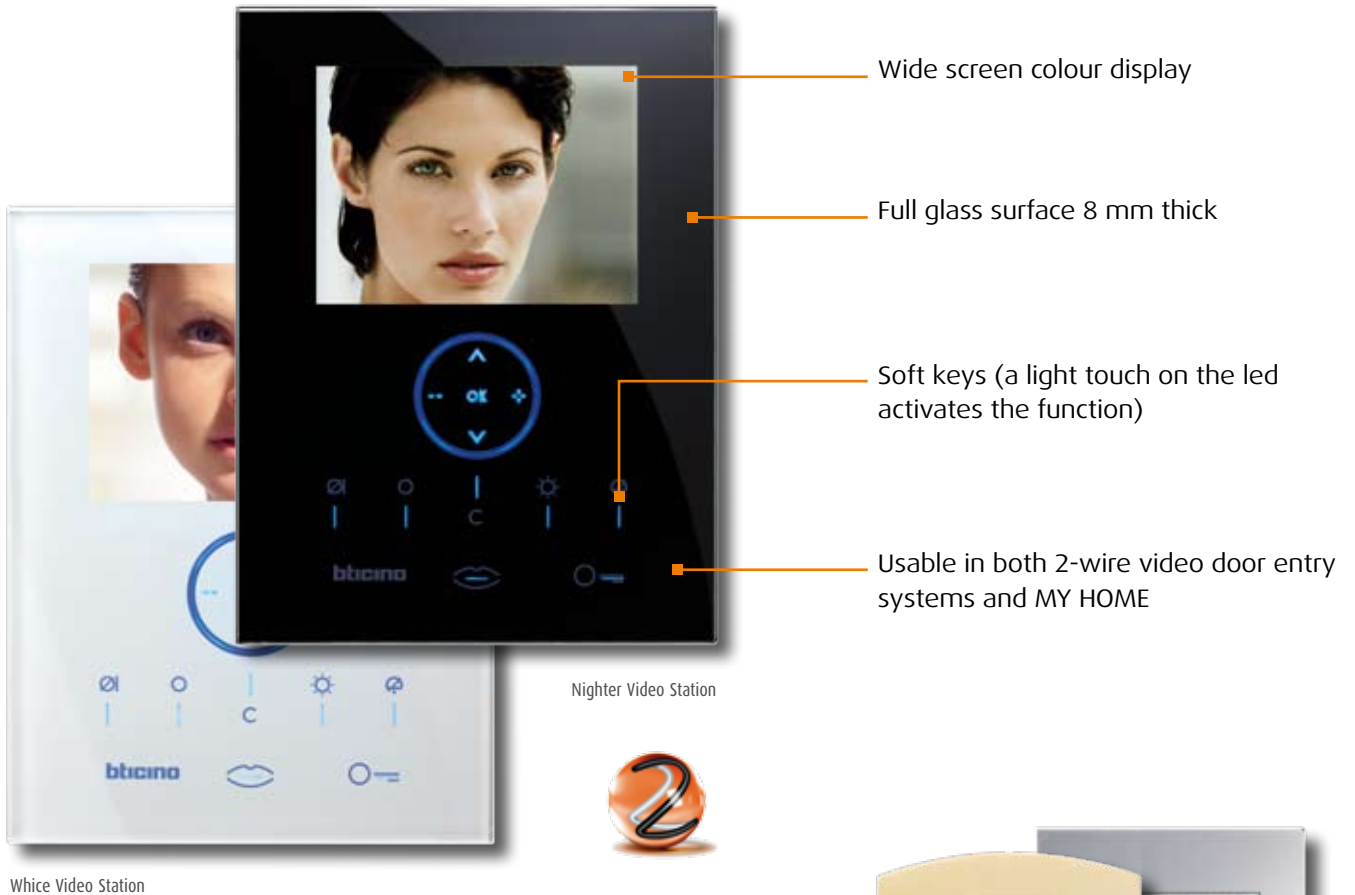 Wide screen colour display
Full glass surface 8 mm thick
Soft keys (a light touch on the led
activates the function)
Usable in both 2-wire video door entry
systems and MY HOME
OK
C
bticino
Nighter Video Station
C
bticino
Whice Video Station